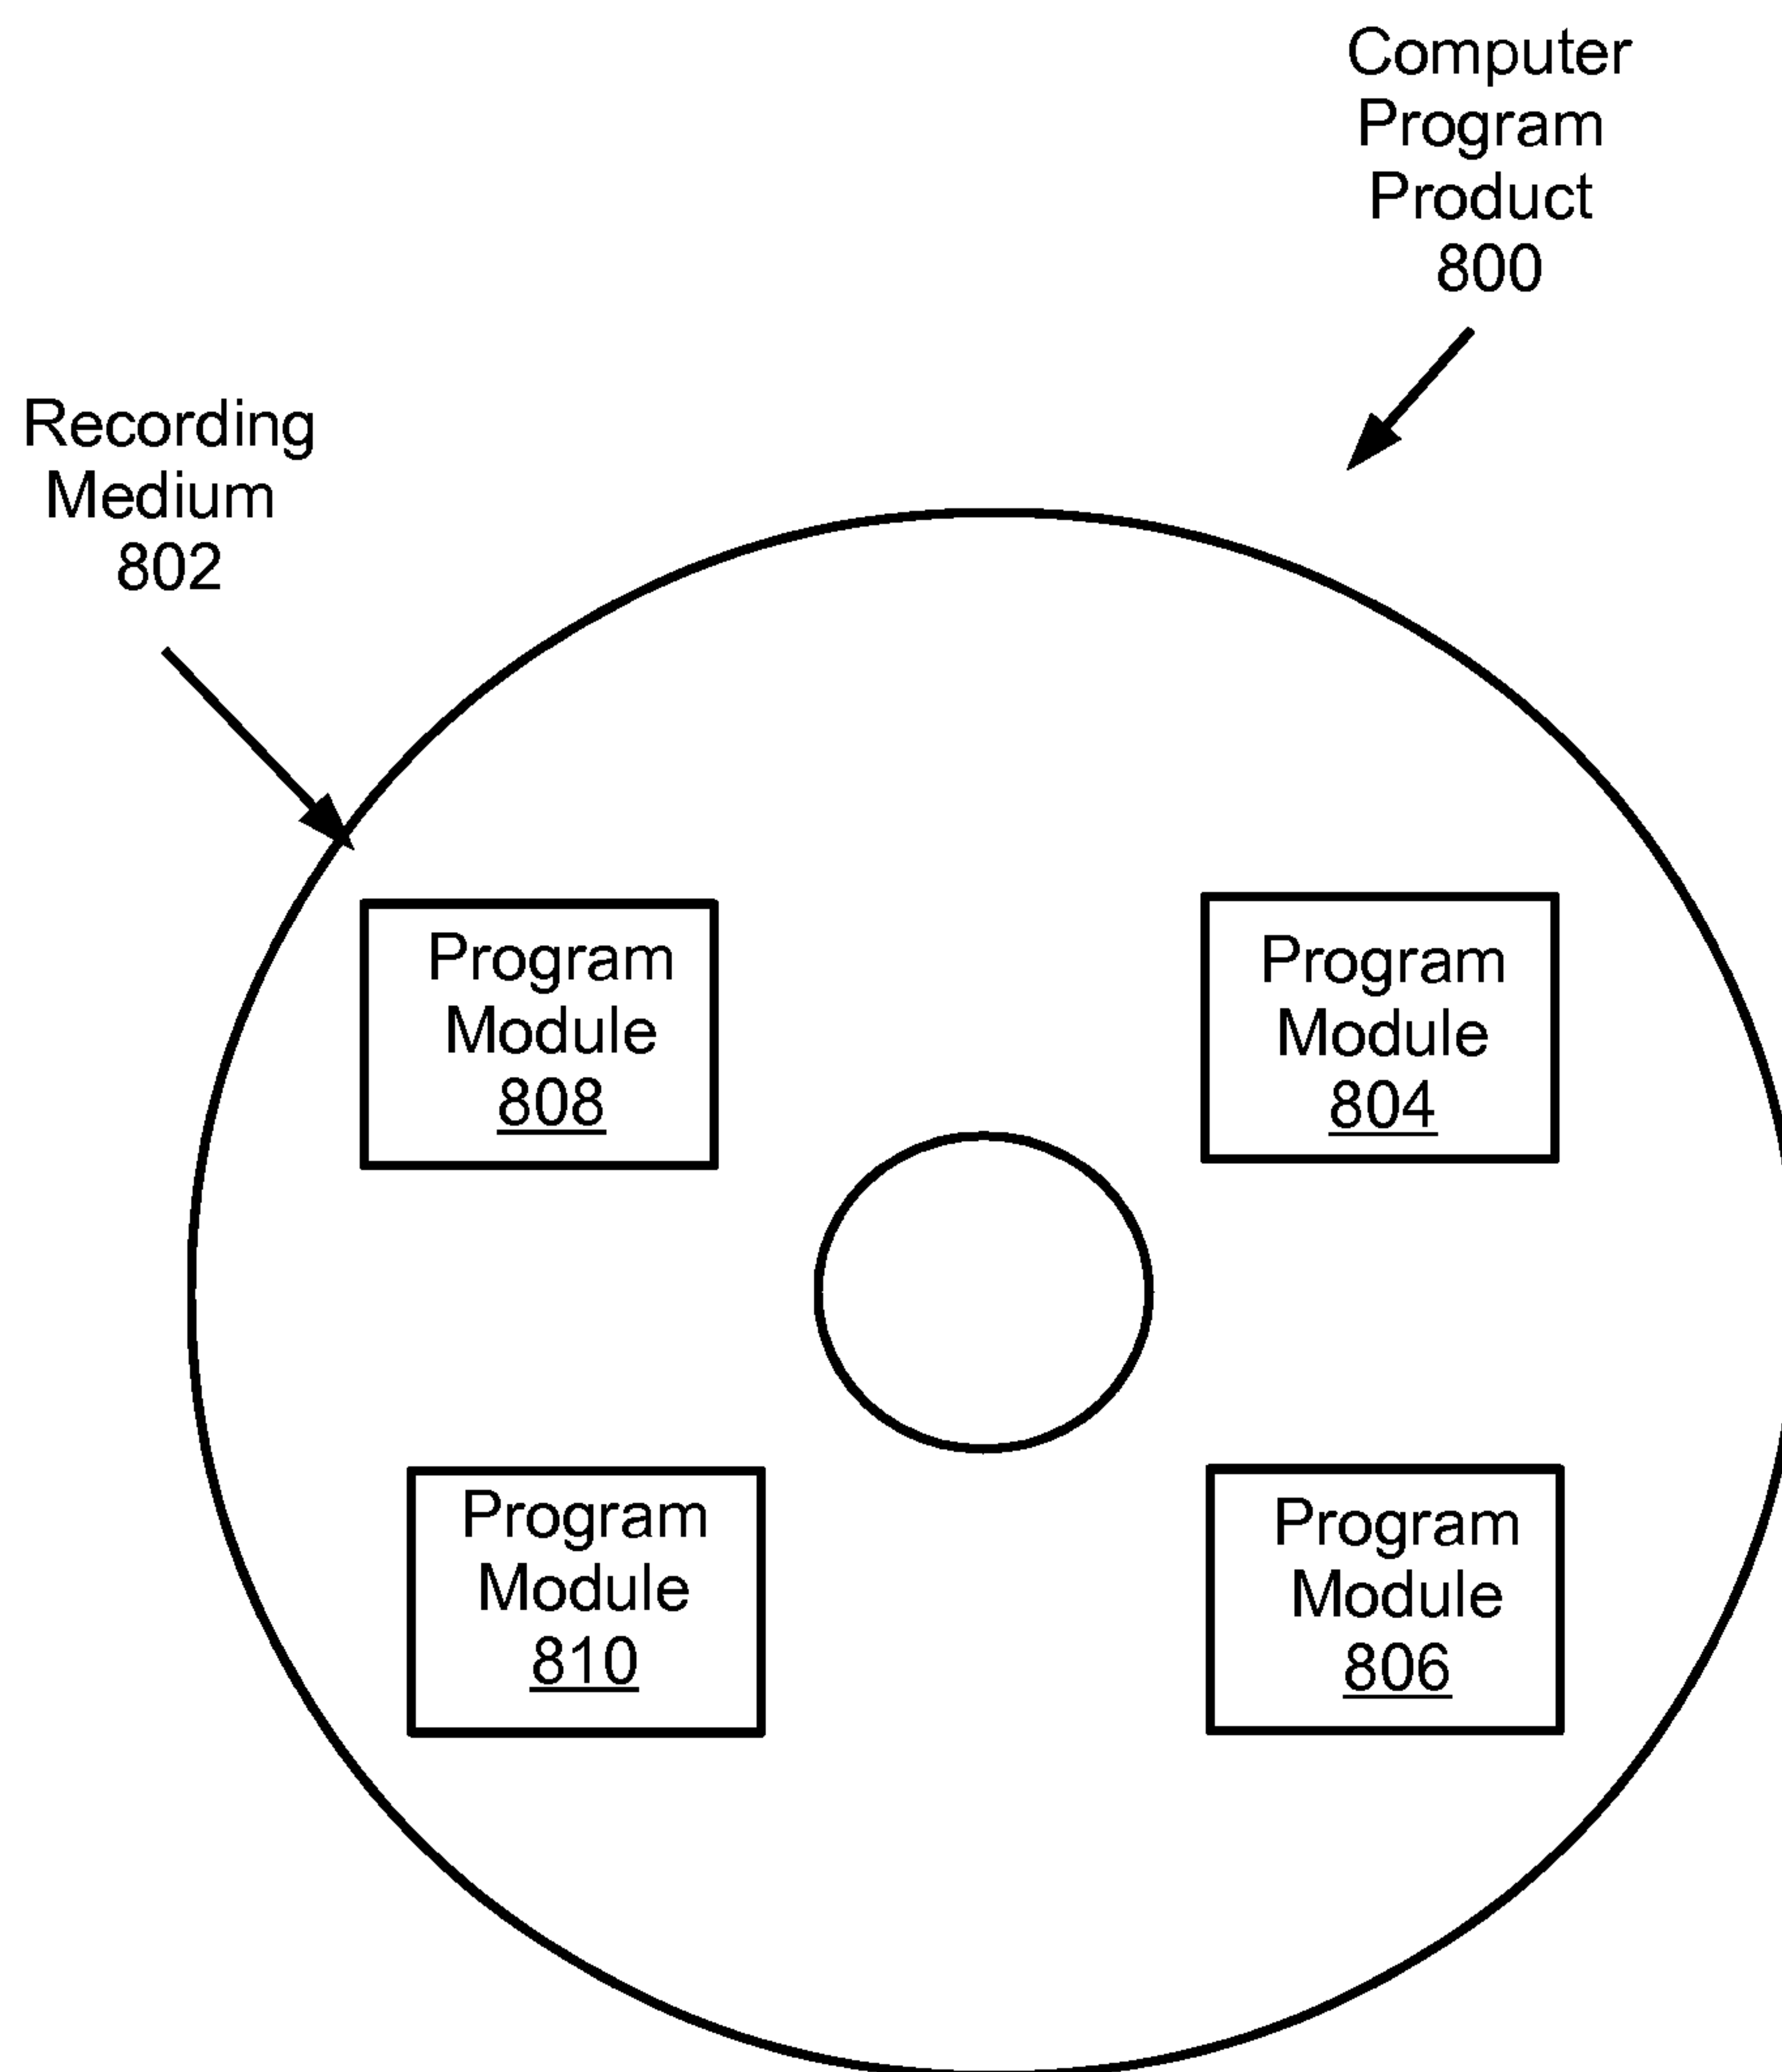 Computer
Program
Product
800
Recording
Medium
802
Program
Module
808
Program
Module
804
Program
Module
810
Program
Module
806